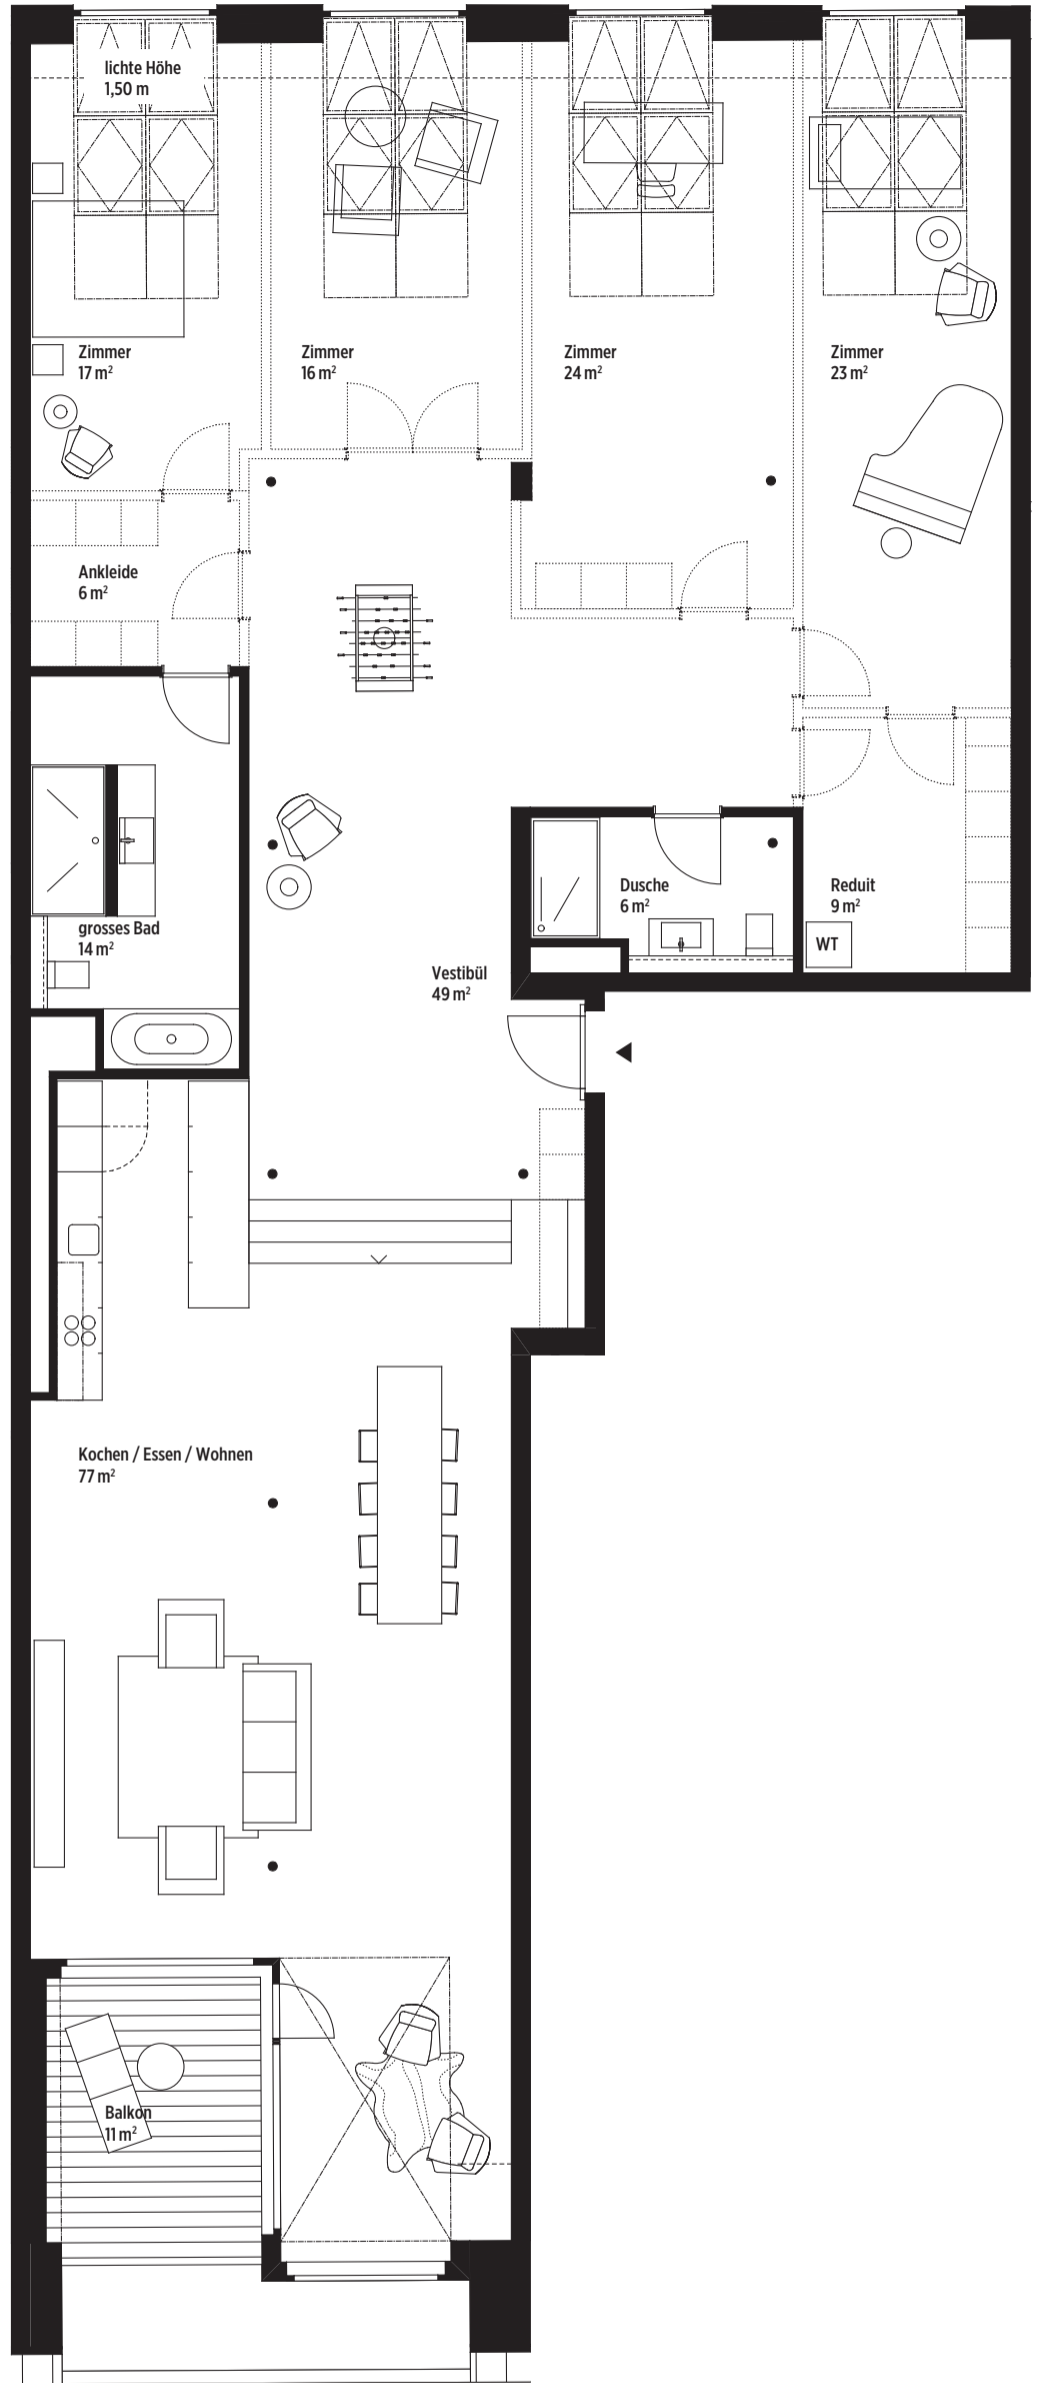 lichte Höhe
1,50 m
Zimmer
17 m²
Zimmer
16 m²
Zimmer
24 m²
Zimmer
23 m²
Ankleide
6 m²
grosses Bad
14 m²
Dusche
6 m²
Reduit
9 m²
WT
Vestibül
49 m²
Kochen / Essen / Wohnen
77 m²
Balkon
11 m²